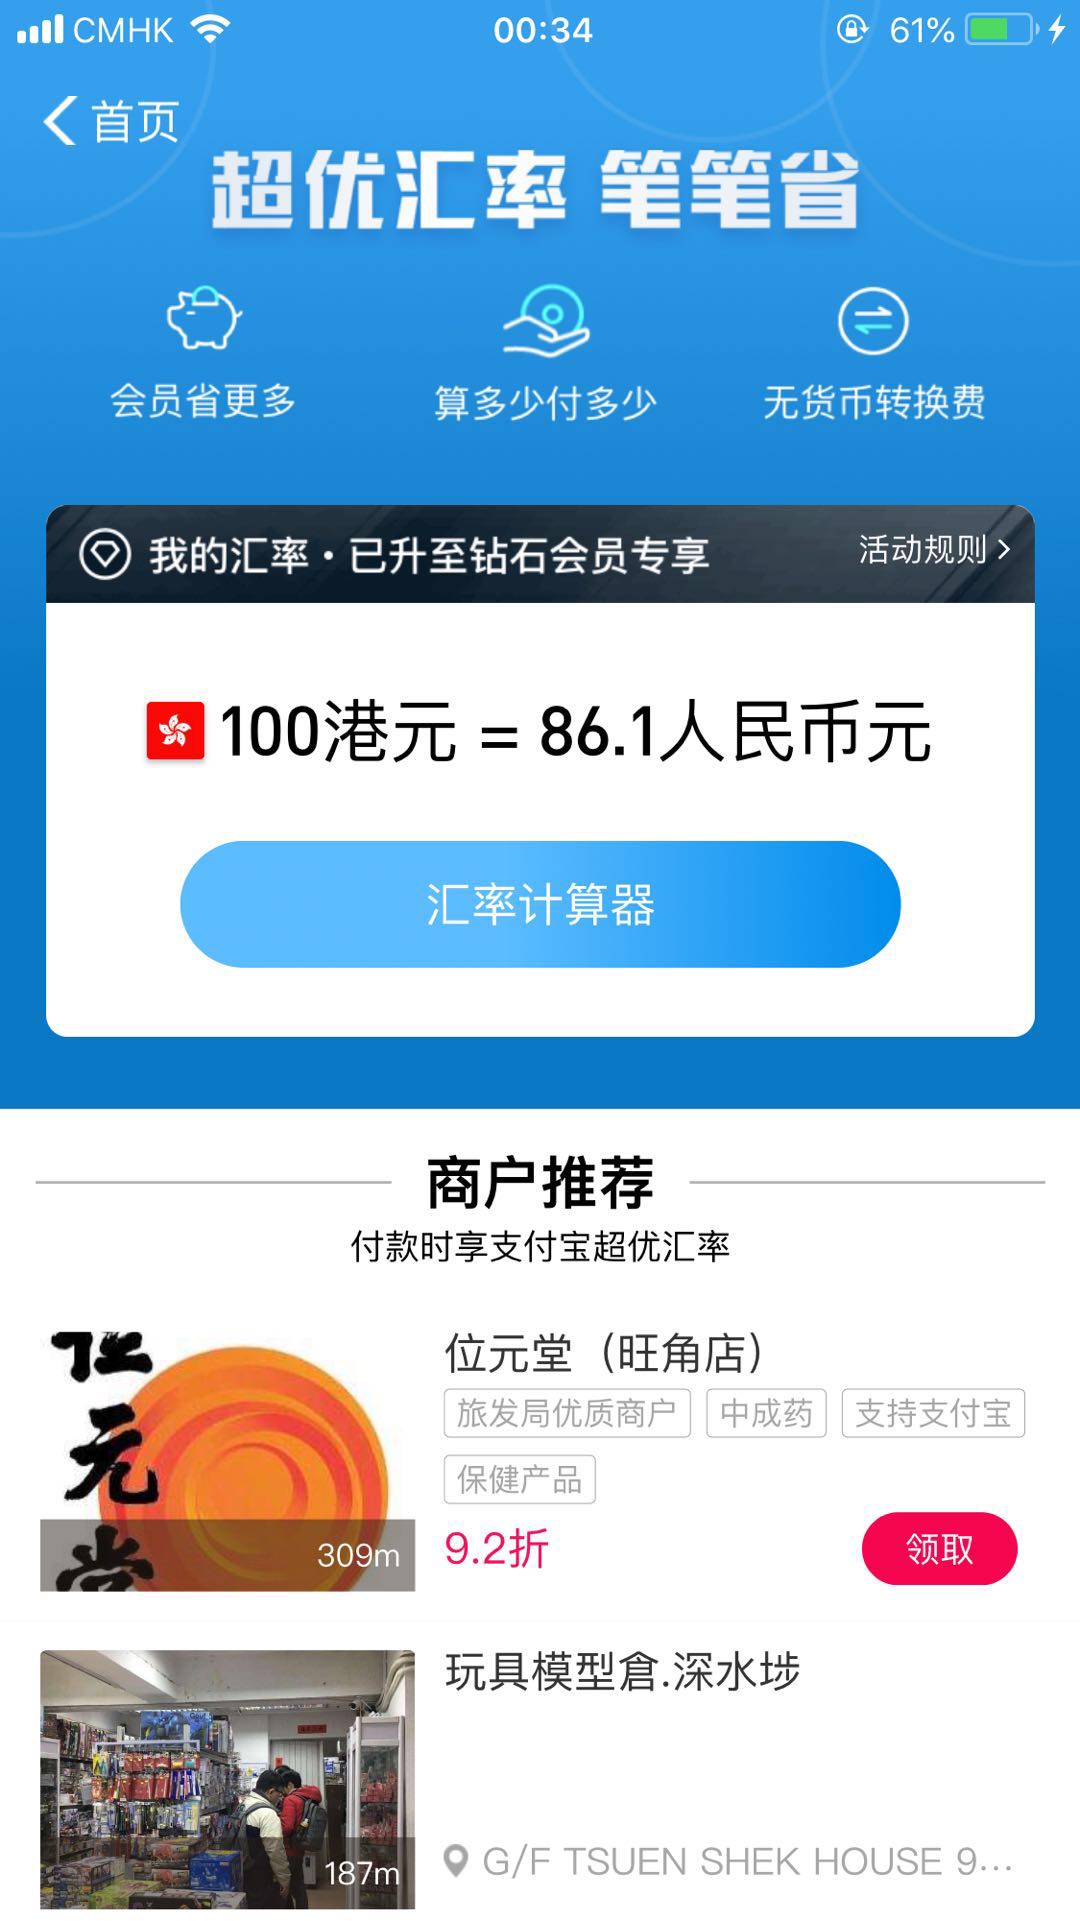 CMHK 00:34 61%
首页
超优汇率 笔笔省
会员省更多 算多少付多少 无货币转换费
我的汇率·已升至钻石会员专享 活动规则
100港元 = 86.1人民币元
汇率计算器
商户推荐
付款时享支付宝超优汇率
位元堂
309m
位元堂（旺角店）
旅发局优质商户 中成药 支持支付宝
保健产品
9.2折 领取
玩具模型倉.深水埗
187m
G/F TSUEN SHEK HOUSE 9...